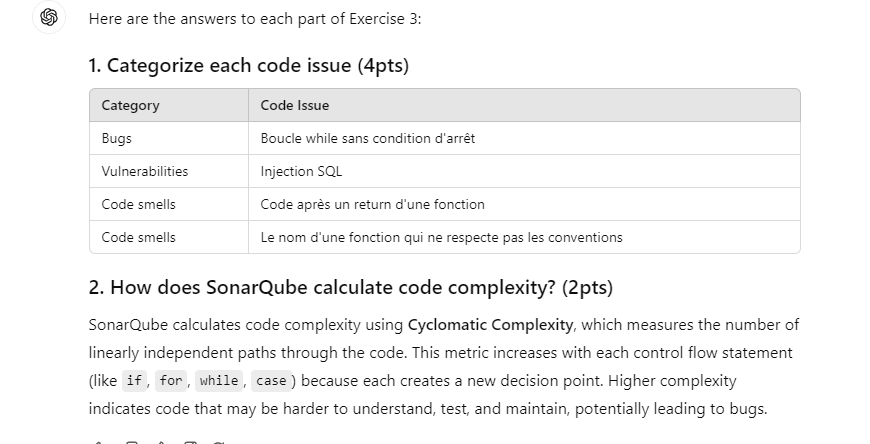 Here are the answers to each part of Exercise 3:
1. Categorize each code issue (4pts)
Category Code Issue
Bugs Boucle while sans condition d'arrêt
Vulnerabilities Injection SQL
Code smells Code après un return d'une fonction
Code smells Le nom d'une fonction qui ne respecte pas les conventions
2. How does SonarQube calculate code complexity? (2pts)
SonarQube calculates code complexity using Cyclomatic Complexity, which measures the number of
linearly independent paths through the code. This metric increases with each control flow statement
(like if, for, while, case) because each creates a new decision point. Higher complexity
indicates code that may be harder to understand, test, and maintain, potentially leading to bugs.